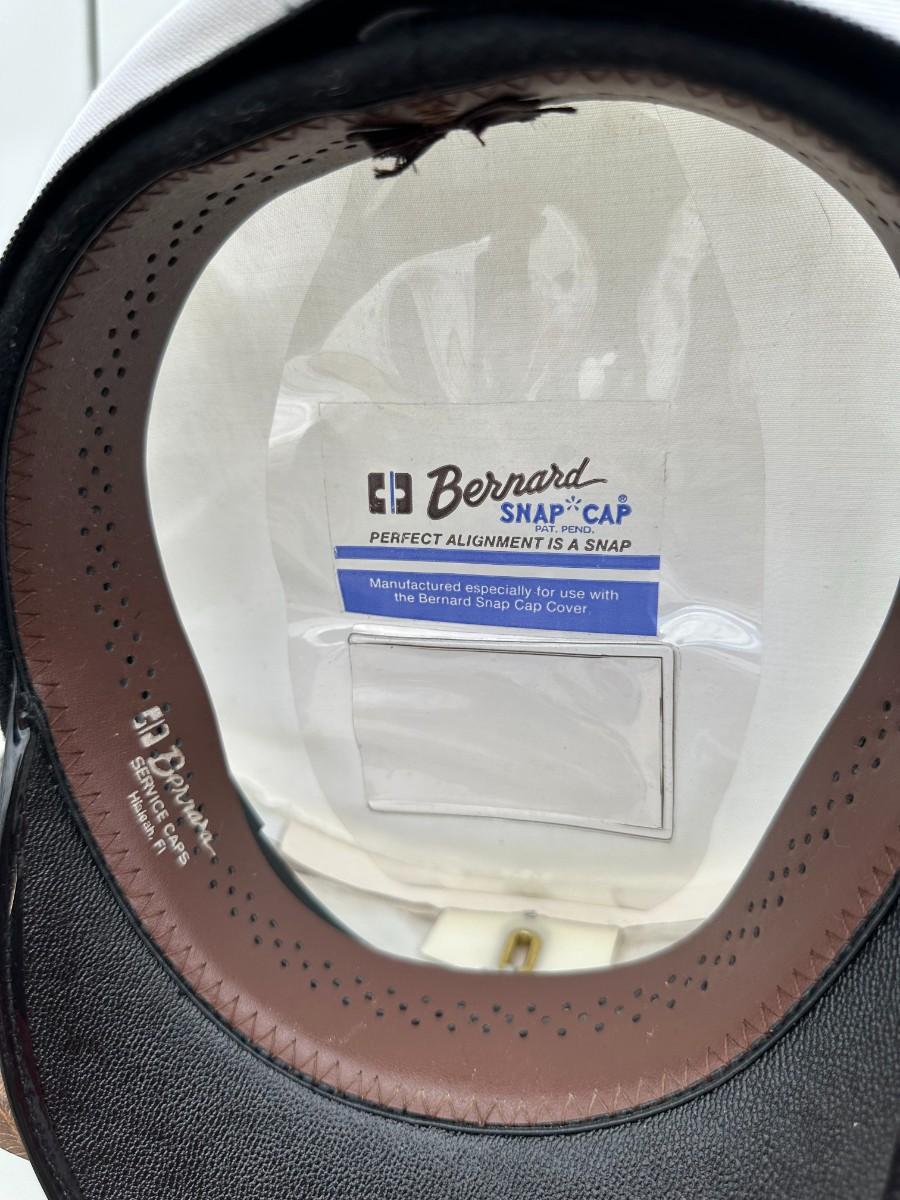 Bernard
SNAP CAP®
PAT. PEND.
PERFECT ALIGNMENT IS A SNAP
Manufactured especially for use with
the Bernard Snap Cap Cover.
Bernard
SERVICE CAPS
Hialeah, Fl